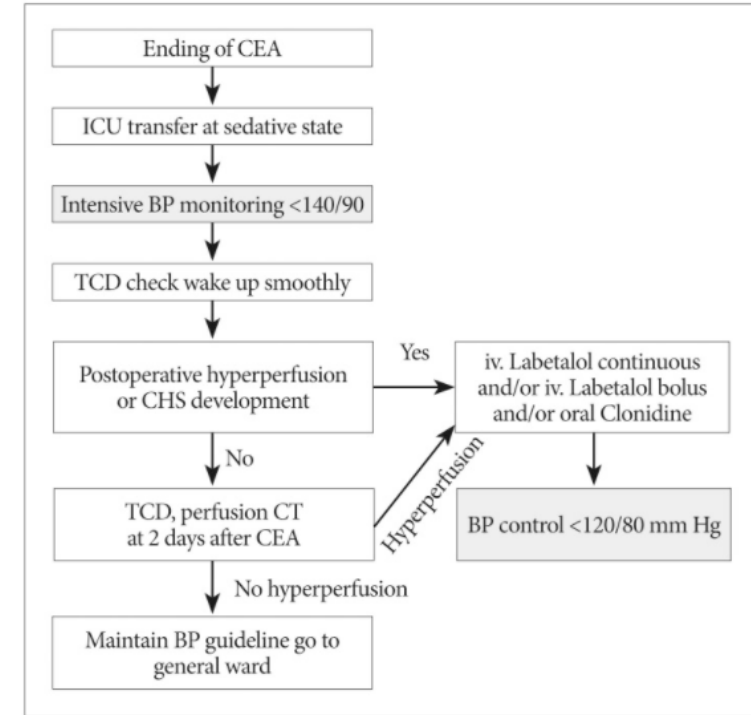 Ending of CEA
ICU transfer at sedative state
Intensive BP monitoring <140/90
TCD check wake up smoothly
Postoperative hyperperfusion
or CHS development
Yes
iv. Labetalol continuous
and/or iv. Labetalol bolus
and/or oral Clonidine
No
Hyperperfusion
TCD, perfusion CT
at 2 days after CEA
BP control <120/80 mm Hg
No hyperperfusion
Maintain BP guideline go to
general ward